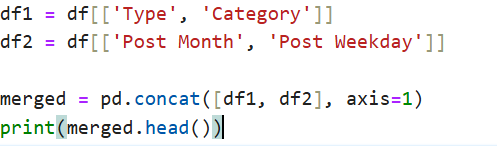 df1 = df[['Type', 'Category']]
df2 = df[['Post Month', 'Post Weekday']]
merged = pd.concat([df1, df2], axis=1)
print(merged.head())